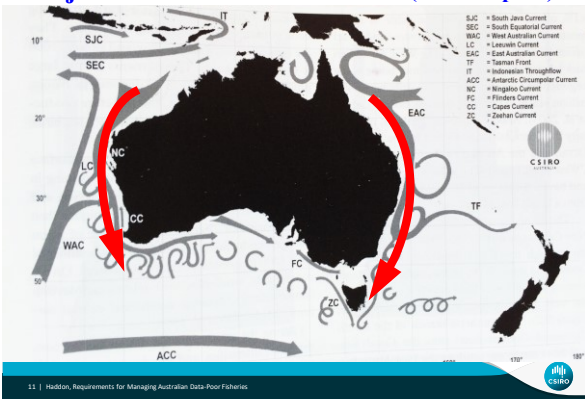 IT
SJC
SEC
10°
20°
30°
50°
LC
NC
CC
WAC
FC
ZC
EAC
TF
ACC
170°
180°
SJC = South Java Current
SEC = South Equatorial Current
WAC = West Australian Current
LC = Leeuwin Current
EAC = East Australian Current
TF = Tasman Front
IT = Indonesian Throughflow
ACC = Antarctic Circumpolar Current
NC = Ningaloo Current
FC = Flinders Current
CC = Capes Current
ZC = Zeehan Current
CSIRO
AUSTRALIA
11 | Haddon, Requirements for Managing Australian Data-Poor Fisheries
CSIRO